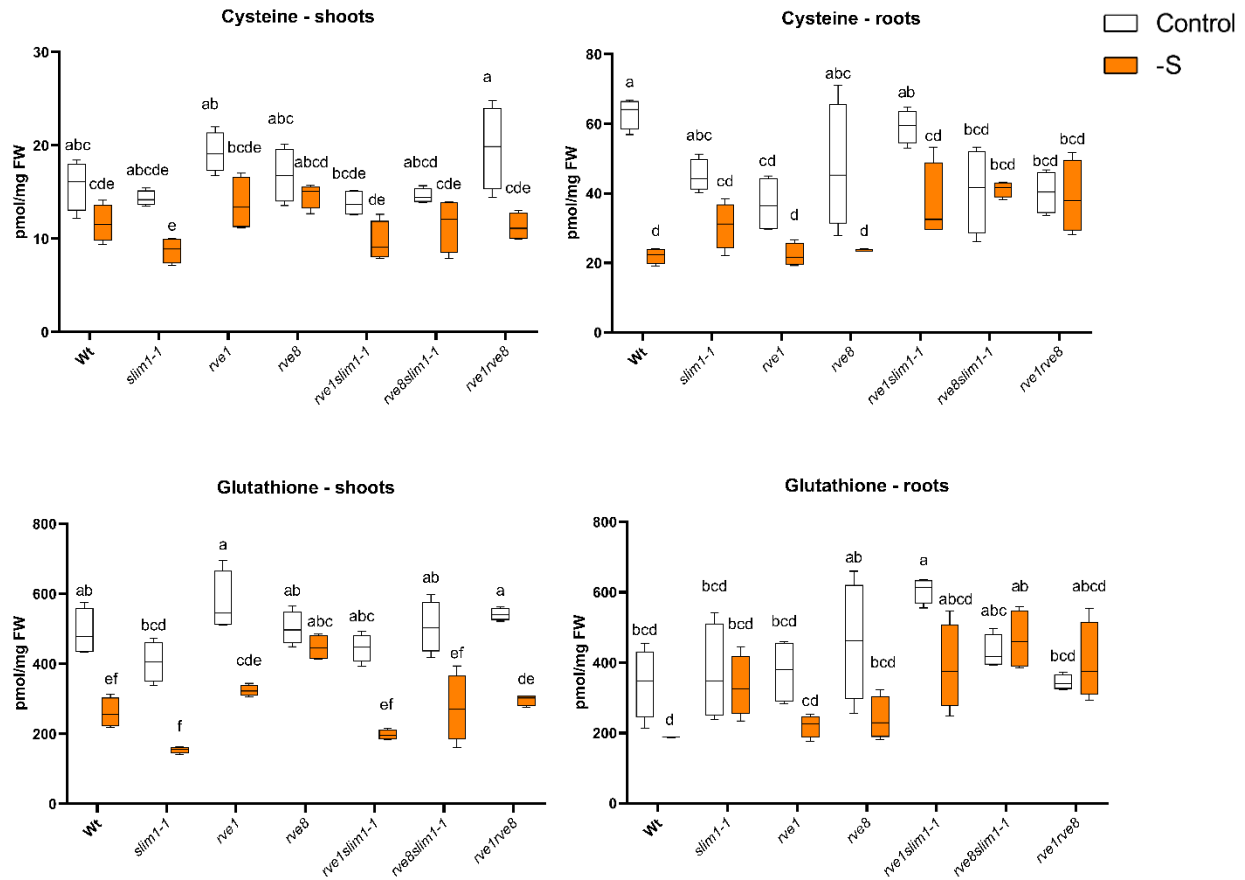 Cysteine - shoots
pmol/mg FW
30
20
10
0
abc
cde
abcde
e
ab
bcde
abc
abcd
bcde
de
abcd
cde
a
cde
Wt
slim1-1
rve1
rve8
rve1slim1-1
rve8slim1-1
rve1rve8
Cysteine - roots
pmol/mg FW
80
60
40
20
0
a
d
abc
cd
cd
d
abc
d
ab
cd
bcd
bcd
bcd
bcd
Wt
slim1-1
rve1
rve8
rve1slim1-1
rve8slim1-1
rve1rve8
Control
-S
Glutathione - shoots
pmol/mg FW
800
600
400
200
0
ab
ef
bcd
f
a
cde
ab
abc
abc
ef
ab
ef
a
de
Wt
slim1-1
rve1
rve8
rve1slim1-1
rve8slim1-1
rve1rve8
Glutathione - roots
pmol/mg FW
800
600
400
200
0
bcd
d
bcd
bcd
bcd
cd
ab
bcd
a
abcd
abc
ab
bcd
abcd
Wt
slim1-1
rve1
rve8
rve1slim1-1
rve8slim1-1
rve1rve8